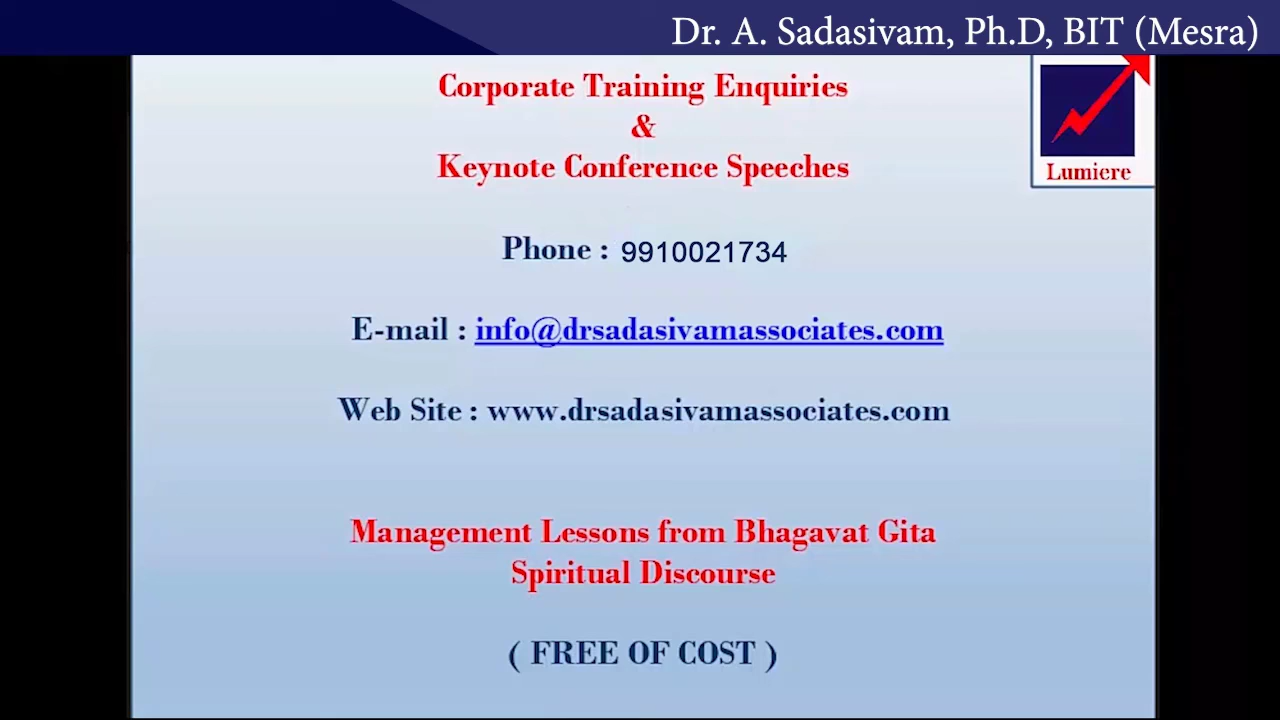 Dr. A. Sadasivam, Ph.D, BIT (Mesra)
Corporate Training Enquiries
&
Keynote Conference Speeches
Lumiere
Phone : 9910021734
E-mail : info@drsadasivamassociates.com
Web Site : www.drsadasivamassociates.com
Management Lessons from Bhagavat Gita
Spiritual Discourse
( FREE OF COST )